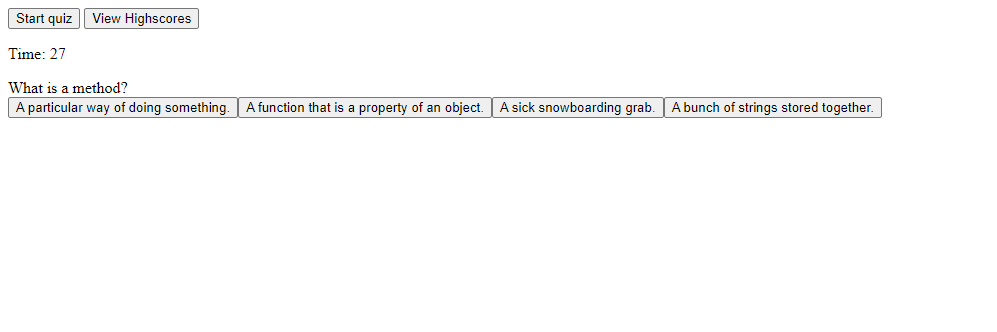 Start quiz View Highscores
Time: 27
What is a method?
A particular way of doing something. A function that is a property of an object. A sick snowboarding grab. A bunch of strings stored together.